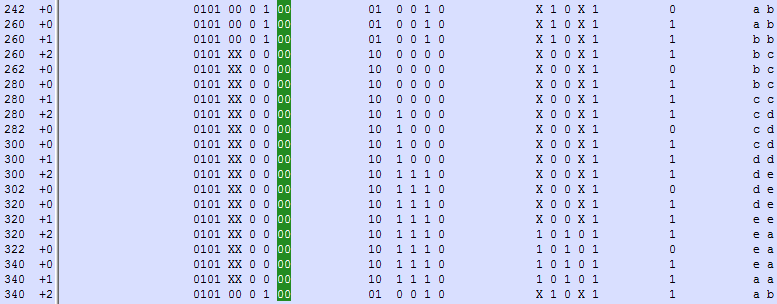 242 +0 0101 00 0 1 00 01 0 0 1 0 X 1 0 X 1 0 a b
260 +0 0101 00 0 1 00 01 0 0 1 0 X 1 0 X 1 1 a b
260 +1 0101 00 0 1 00 01 0 0 1 0 X 1 0 X 1 1 b b
260 +2 0101 XX 0 0 00 10 0 0 0 0 X 0 0 X 1 1 b c
262 +0 0101 XX 0 0 00 10 0 0 0 0 X 0 0 X 1 0 b c
280 +0 0101 XX 0 0 00 10 0 0 0 0 X 0 0 X 1 1 b c
280 +1 0101 XX 0 0 00 10 0 0 0 0 X 0 0 X 1 1 c c
280 +2 0101 XX 0 0 00 10 1 0 0 0 X 0 0 X 1 1 c d
282 +0 0101 XX 0 0 00 10 1 0 0 0 X 0 0 X 1 0 c d
300 +0 0101 XX 0 0 00 10 1 0 0 0 X 0 0 X 1 1 c d
300 +1 0101 XX 0 0 00 10 1 0 0 0 X 0 0 X 1 1 d d
300 +2 0101 XX 0 0 00 10 1 1 1 0 X 0 0 X 1 1 d e
302 +0 0101 XX 0 0 00 10 1 1 1 0 X 0 0 X 1 0 d e
320 +0 0101 XX 0 0 00 10 1 1 1 0 X 0 0 X 1 1 d e
320 +1 0101 XX 0 0 00 10 1 1 1 0 X 0 0 X 1 1 e e
320 +2 0101 XX 0 0 00 10 1 1 1 0 1 0 1 0 1 1 e a
322 +0 0101 XX 0 0 00 10 1 1 1 0 1 0 1 0 1 0 e a
340 +0 0101 XX 0 0 00 10 1 1 1 0 1 0 1 0 1 1 e a
340 +1 0101 XX 0 0 00 10 1 1 1 0 1 0 1 0 1 1 a a
340 +2 0101 00 0 1 00 01 0 0 1 0 X 1 0 X 1 1 a b